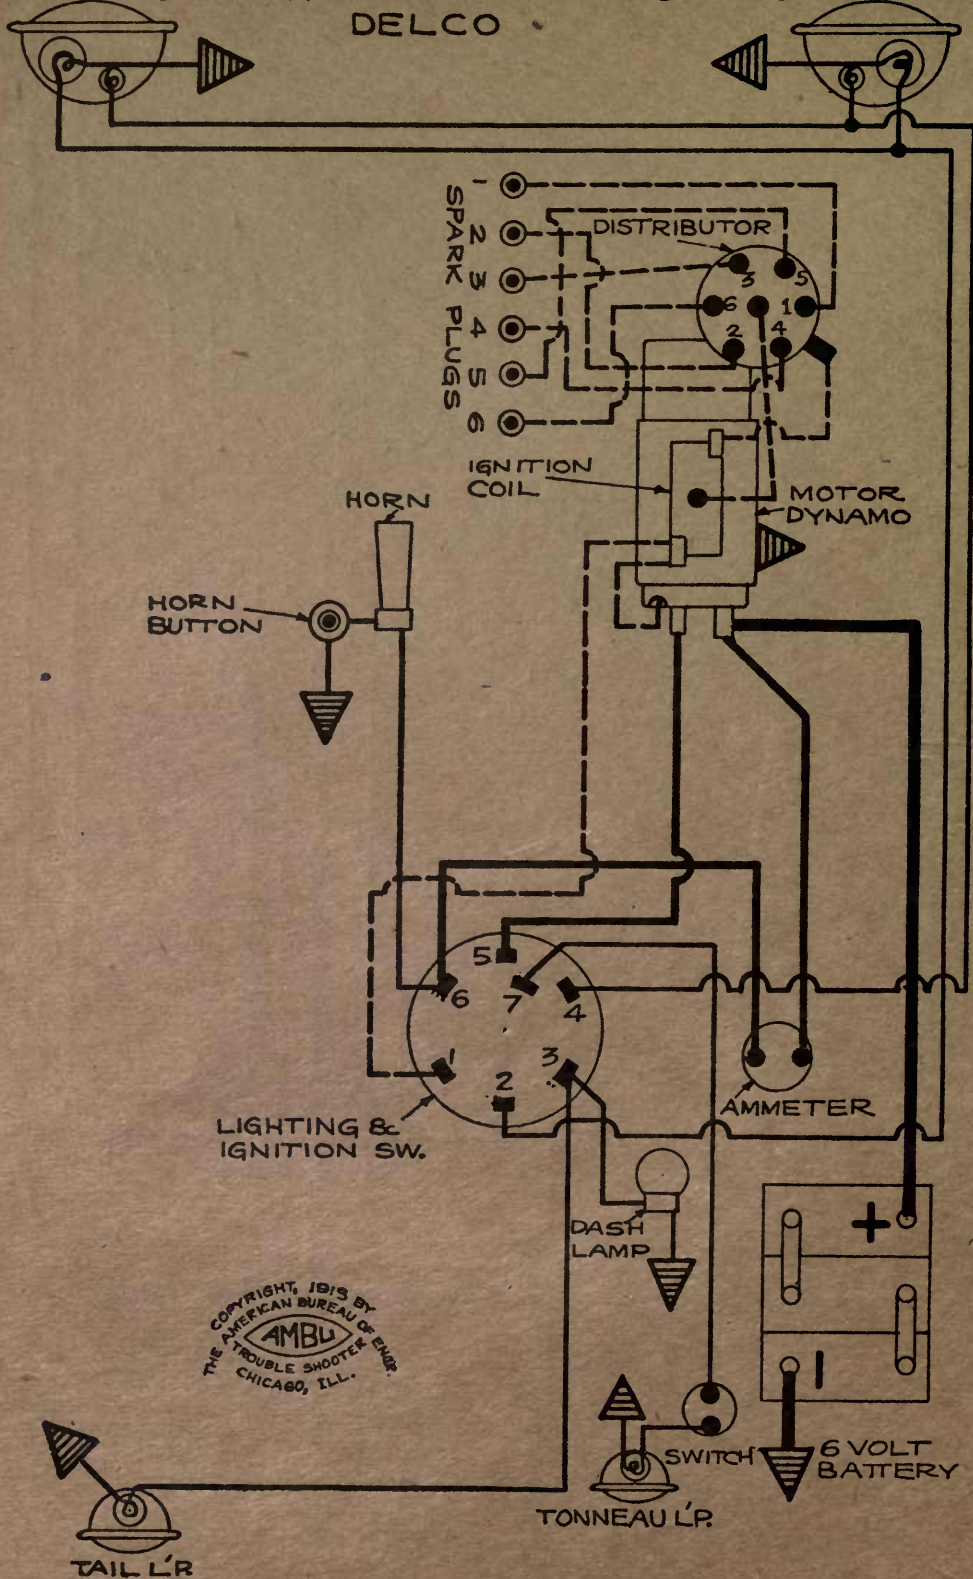 DELCO
1
2
3
4
5
6
SPARK PLUGS
DISTRIBUTOR
3
5
6
1
2
4
IGNITION
COIL
MOTOR
DYNAMO
HORN
HORN
BUTTON
5
6
7
4
1
2
3
LIGHTING &
IGNITION SW.
AMMETER
DASH
LAMP
+
-
COPYRIGHT, 1915 BY
THE AMERICAN BUREAU OF ENGR.
AMBU
TROUBLE SHOOTER
CHICAGO, ILL.
SWITCH
6 VOLT
BATTERY
TONNEAU L'P.
TAIL L'P.